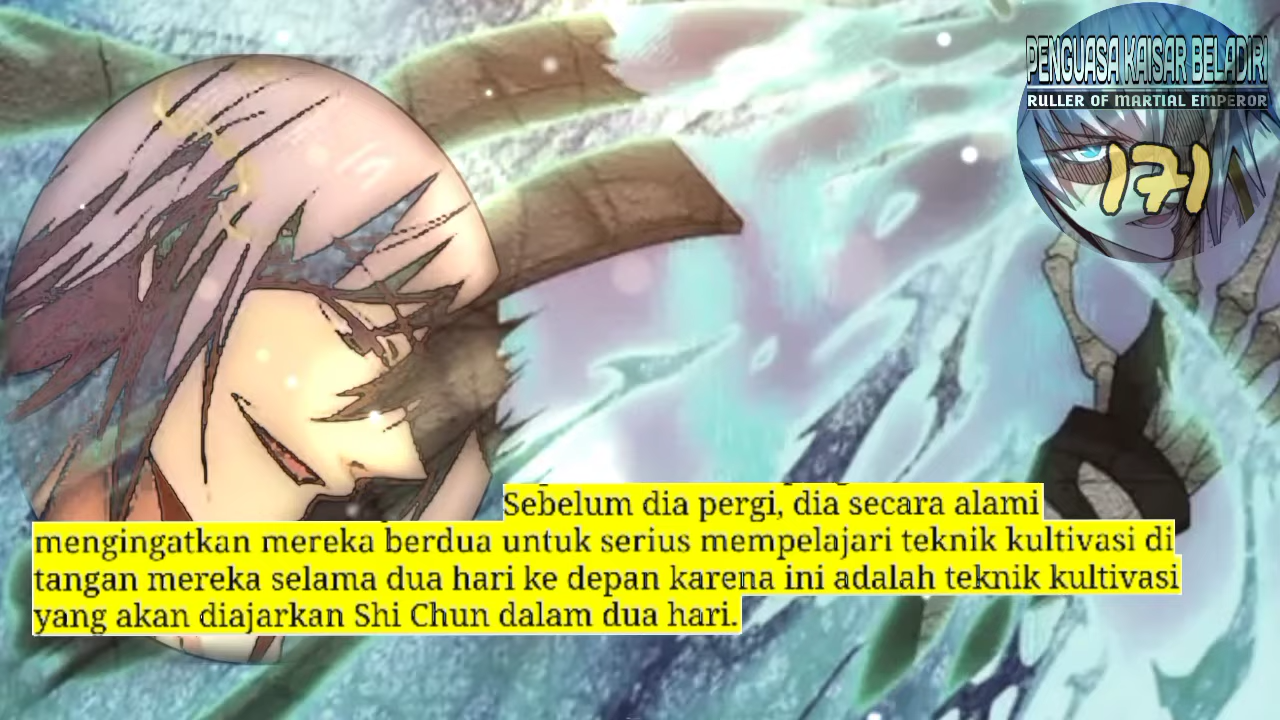 PENGUASA KAISAR BELADIRI
RULLER OF MARTIAL EMPEROR
171
Sebelum dia pergi, dia secara alami
mengingatkan mereka berdua untuk serius mempelajari teknik kultivasi di
tangan mereka selama dua hari ke depan karena ini adalah teknik kultivasi
yang akan diajarkan Shi Chun dalam dua hari.